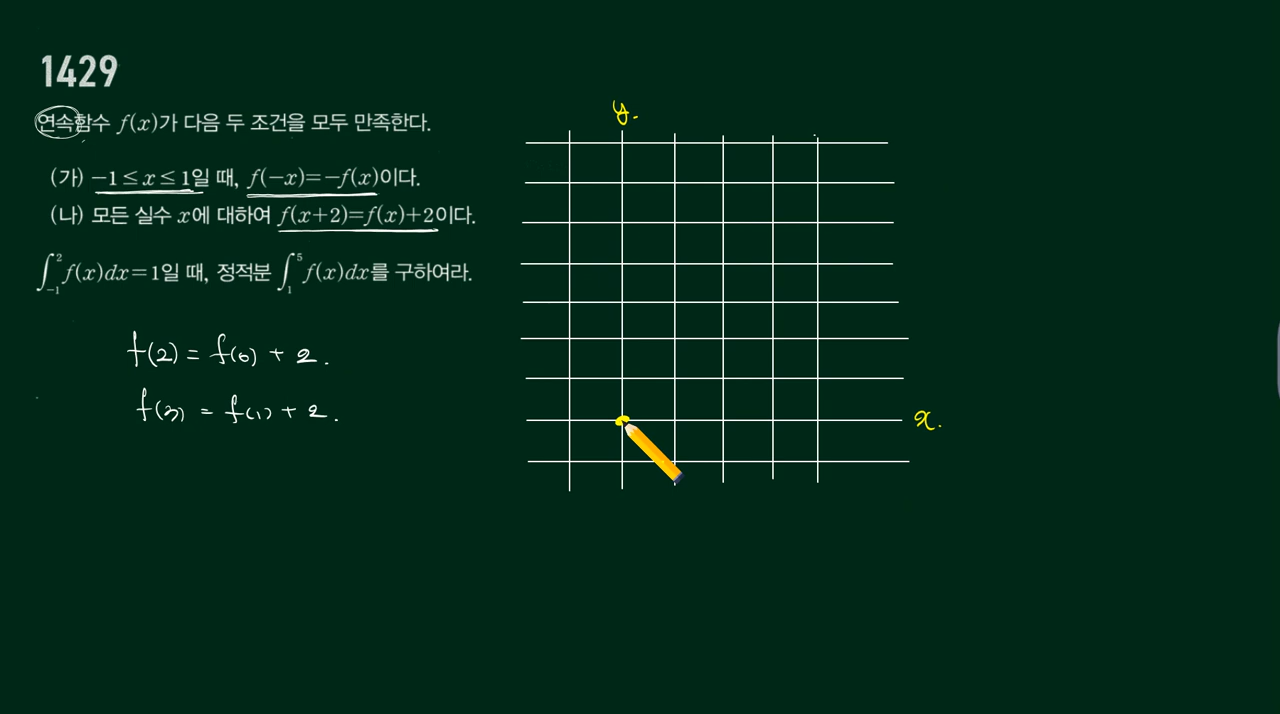 1429
연속함수 f(x)가 다음 두 조건을 모두 만족한다.
(가) −1≤x≤1일 때, f(−x)=−f(x)이다.
(나) 모든 실수 x에 대하여 f(x+2)=f(x)+2이다.
∫_{−1}^{2} f(x)dx=1일 때, 정적분 ∫_{1}^{5} f(x)dx를 구하여라.
f(2) = f(0) + 2.
f(3) = f(1) + 2.
y.
x.